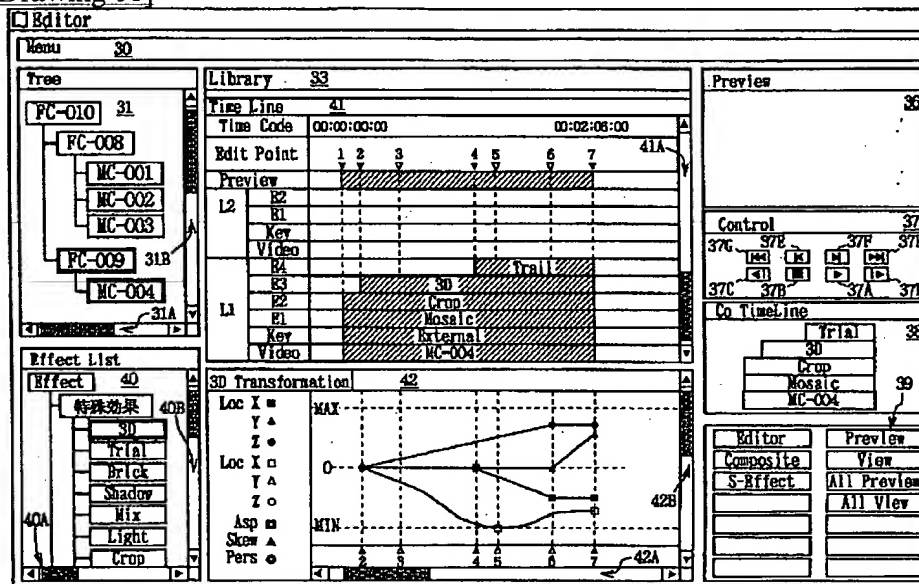 Editor
Menu 30
Tree
FC-010 31
FC-008
MC-001
MC-002
MC-003
FC-009 31B
MC-004
31A
Effect List
Effect 40
特殊効果 40B
3D
Trial
Brick
Shadow
Mix
Light
Crop
40A
Library 33
Time Line 41
Time Code 00:00:00:00 00:02:06:00
Edit Point 1 2 3 4 5 6 7 41A
Preview
L2 E2
E1
Key
Video
L1 E4 Trail
E3 3D
E2 Crop
E1 Mosaic
Key External
Video MC-004
3D Transformation 42
Loc X
Y
Z
Loc X
Y
Z
Asp
Skew
Pers
MAX
0
MIN
2 3 4 5 6 7
42A
42B
Preview
36
Control 37
37G 37E 37F
37C 37B 37A
Co TimeLine
38
Trial
3D
Crop
Mosaic
MC-004
39
Editor Preview
Composite View
S-Effect All Preview
All View